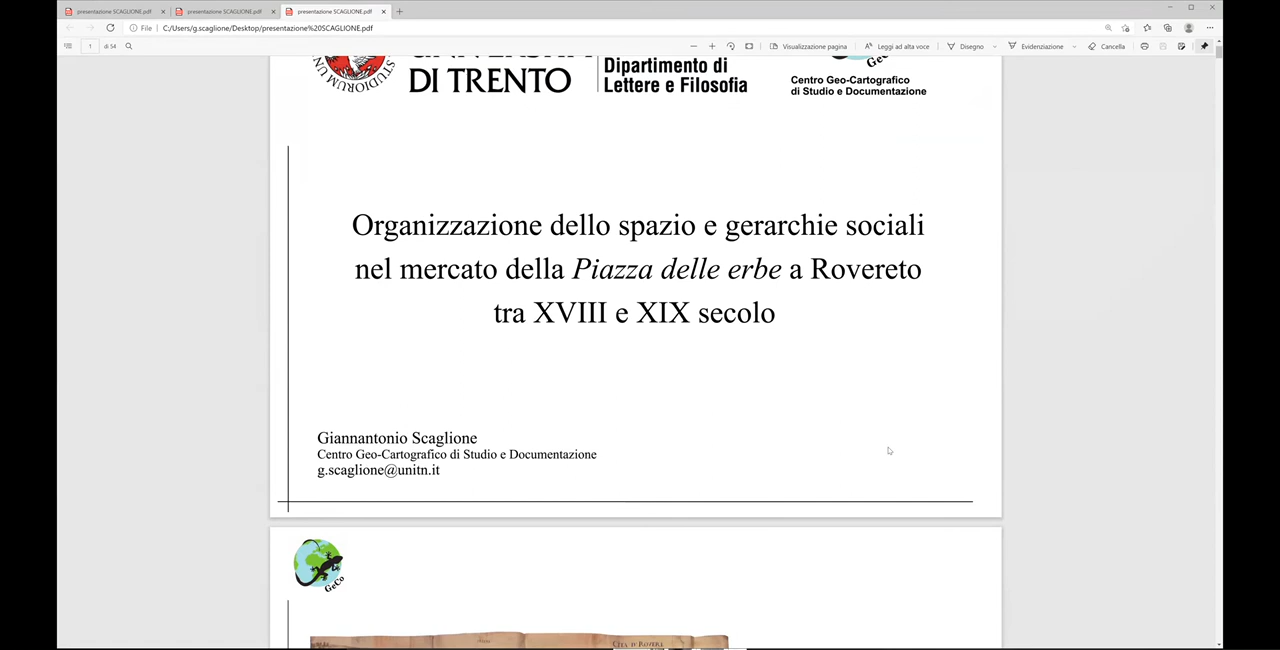 presentazione SCAGLIONE.pdf
presentazione SCAGLIONE.pdf
presentazione SCAGLIONE.pdf
File
C:/Users/g.scaglione/Desktop/presentazione%20SCAGLIONE.pdf
1 di 54
Visualizzazione pagina
Leggi ad alta voce
Disegno
Evidenziazione
Cancella
STUDIORUM UN
DI TRENTO
Dipartimento di
Lettere e Filosofia
Centro Geo-Cartografico
di Studio e Documentazione
Organizzazione dello spazio e gerarchie sociali
nel mercato della Piazza delle erbe a Rovereto
tra XVIII e XIX secolo
Giannantonio Scaglione
Centro Geo-Cartografico di Studio e Documentazione
g.scaglione@unitn.it
GeCo